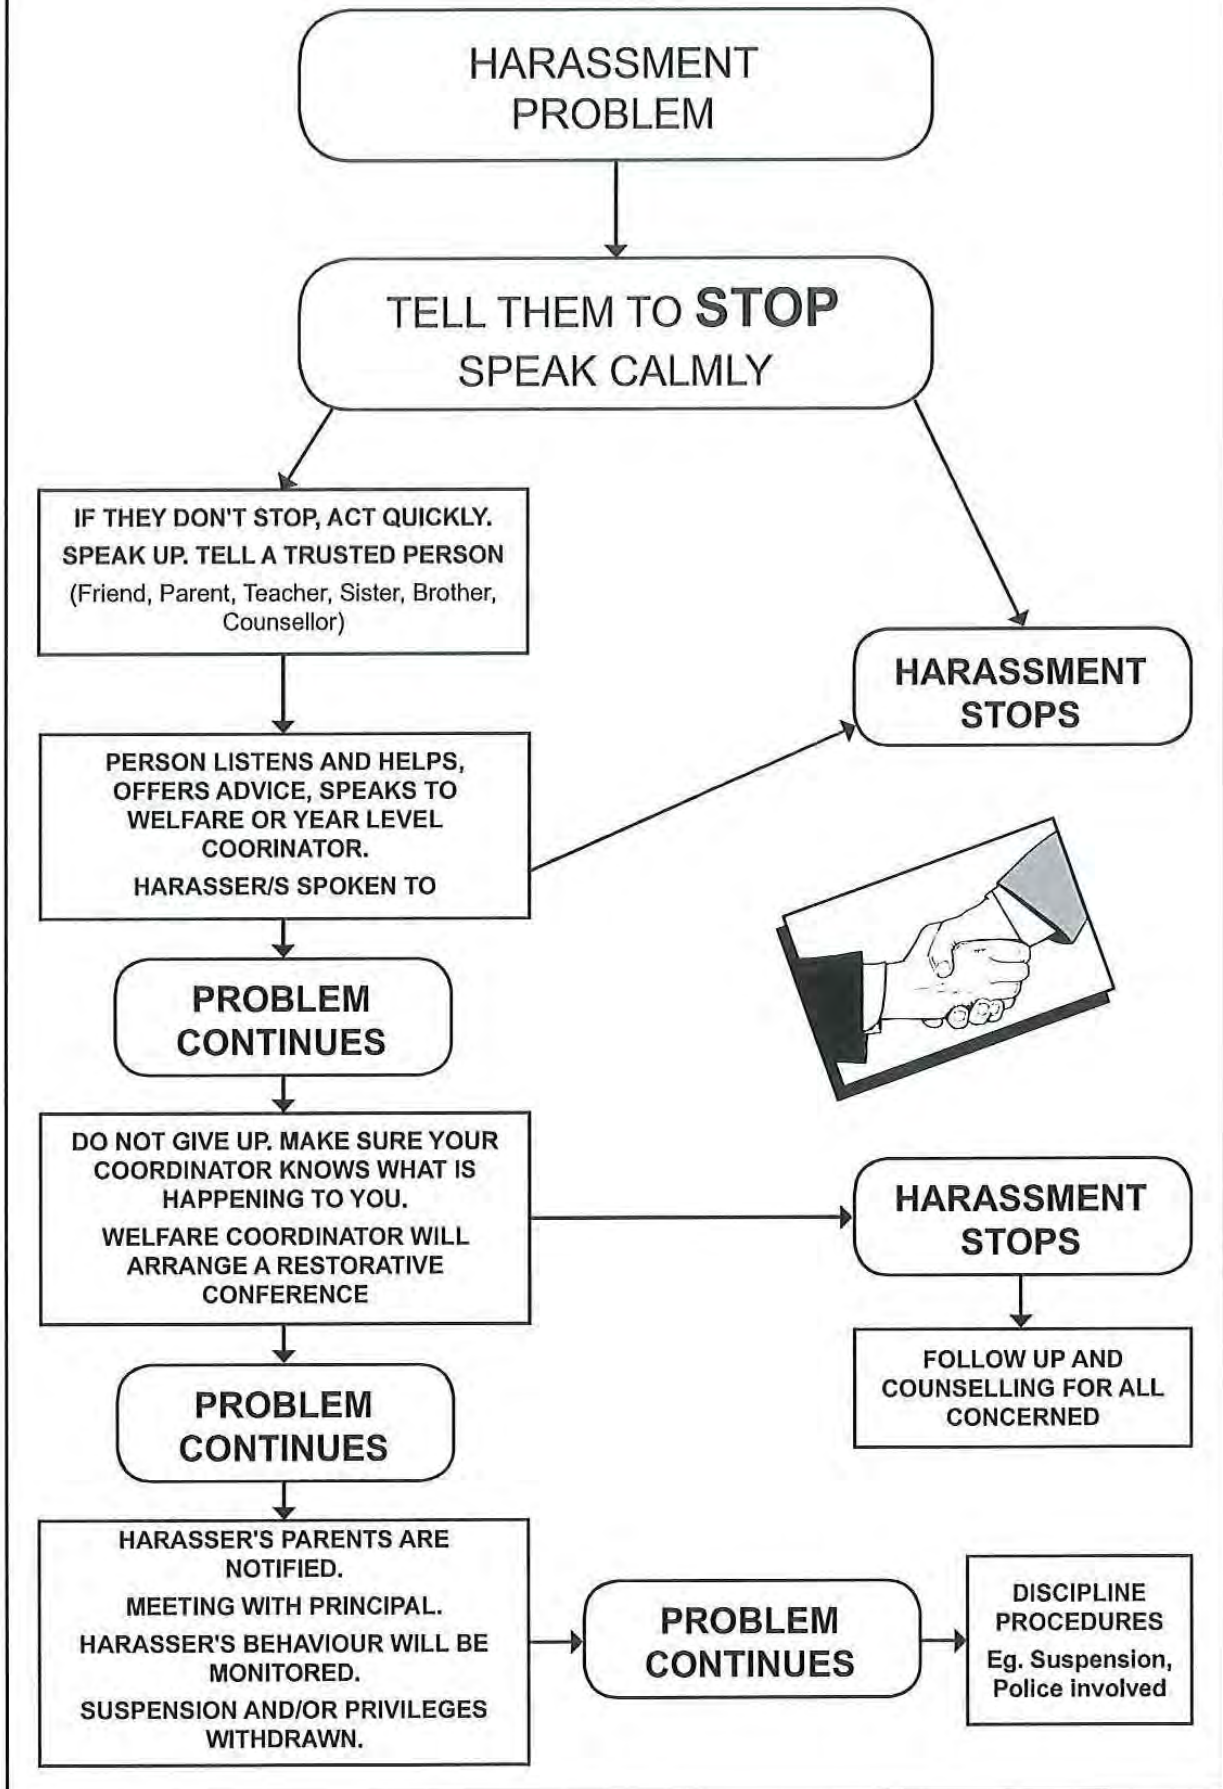 HARASSMENT
PROBLEM
TELL THEM TO STOP
SPEAK CALMLY
IF THEY DON'T STOP, ACT QUICKLY.
SPEAK UP. TELL A TRUSTED PERSON
(Friend, Parent, Teacher, Sister, Brother,
Counsellor)
HARASSMENT
STOPS
PERSON LISTENS AND HELPS,
OFFERS ADVICE, SPEAKS TO
WELFARE OR YEAR LEVEL
COORINATOR.
HARASSER/S SPOKEN TO
PROBLEM
CONTINUES
DO NOT GIVE UP. MAKE SURE YOUR
COORDINATOR KNOWS WHAT IS
HAPPENING TO YOU.
WELFARE COORDINATOR WILL
ARRANGE A RESTORATIVE
CONFERENCE
HARASSMENT
STOPS
FOLLOW UP AND
COUNSELLING FOR ALL
CONCERNED
PROBLEM
CONTINUES
HARASSER'S PARENTS ARE
NOTIFIED.
MEETING WITH PRINCIPAL.
HARASSER'S BEHAVIOUR WILL BE
MONITORED.
SUSPENSION AND/OR PRIVILEGES
WITHDRAWN.
PROBLEM
CONTINUES
DISCIPLINE
PROCEDURES
Eg. Suspension,
Police involved